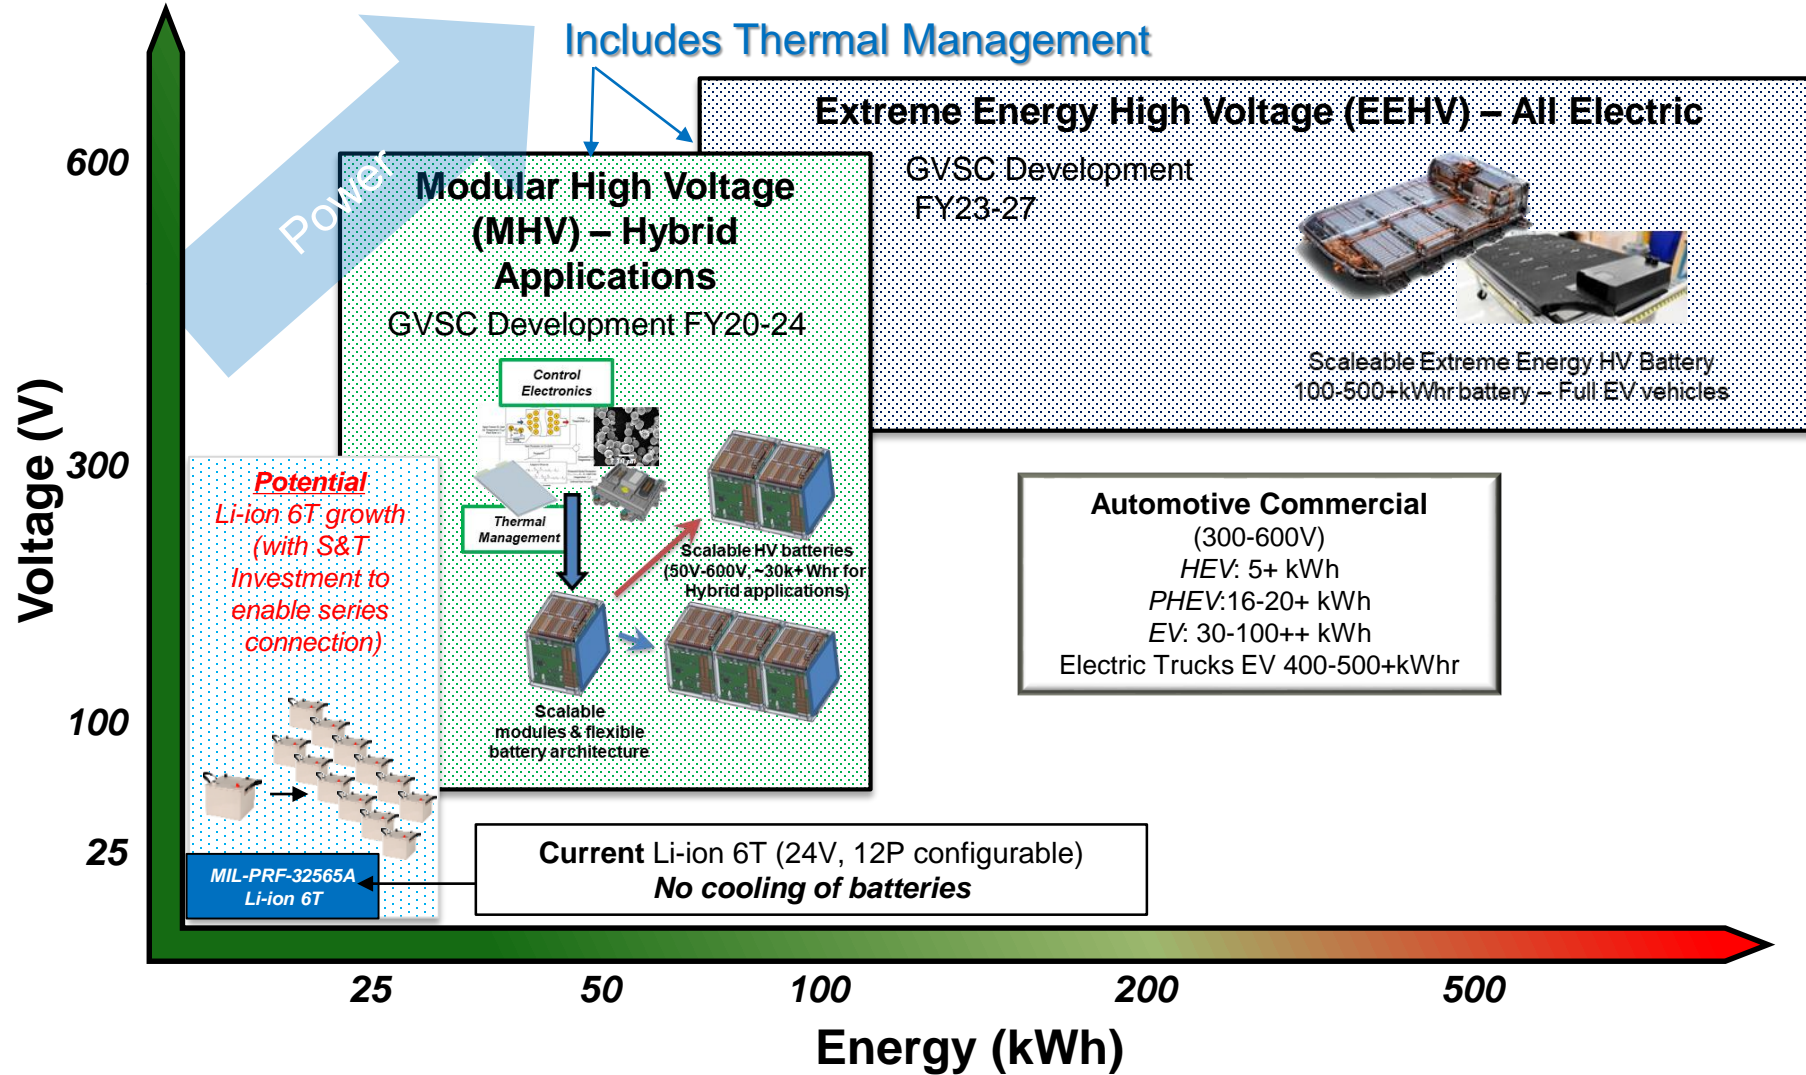 Includes Thermal Management
Power
Extreme Energy High Voltage (EEHV) – All Electric
GVSC Development
FY23-27
Scaleable Extreme Energy HV Battery
100-500+kWhr battery – Full EV vehicles
Modular High Voltage
(MHV) – Hybrid
Applications
GVSC Development FY20-24
Control
Electronics
Thermal
Management
Scalable HV batteries
(50V-600V, ~30k+ Whr for
Hybrid applications)
Scalable
modules & flexible
battery architecture
Potential
Li-ion 6T growth
(with S&T
Investment to
enable series
connection)
MIL-PRF-32565A
Li-ion 6T
Current Li-ion 6T (24V, 12P configurable)
No cooling of batteries
Automotive Commercial
(300-600V)
HEV: 5+ kWh
PHEV:16-20+ kWh
EV: 30-100++ kWh
Electric Trucks EV 400-500+kWhr
Voltage (V)
600
300
100
25
25
50
100
200
500
Energy (kWh)